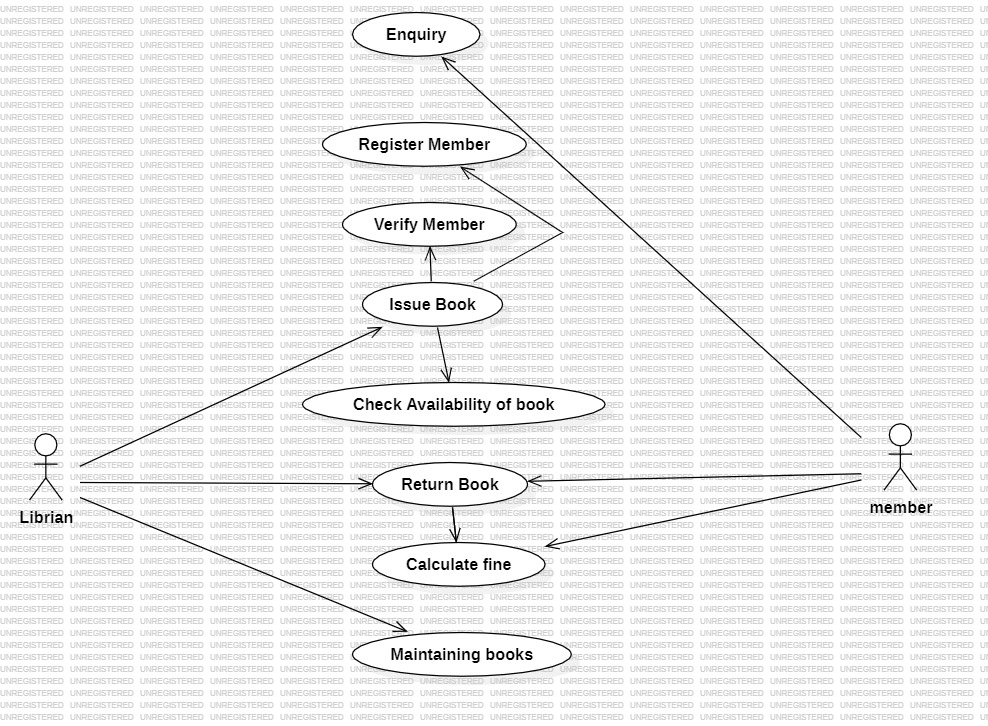 Enquiry
Register Member
Verify Member
Issue Book
Check Availability of book
Return Book
Librian
member
Calculate fine
Maintaining books
UNREGISTERED